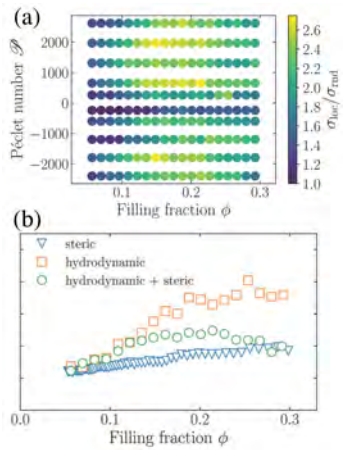 (a)
Péclet number 𝒫
2000
1000
0
−1000
−2000
0.1
0.2
0.3
Filling fraction ϕ
2.6
2.4
2.2
2.0
1.8
1.6
1.4
1.2
1.0
σloc/σrnd
(b)
steric
hydrodynamic
hydrodynamic + steric
0.0
0.1
0.2
0.3
Filling fraction ϕ